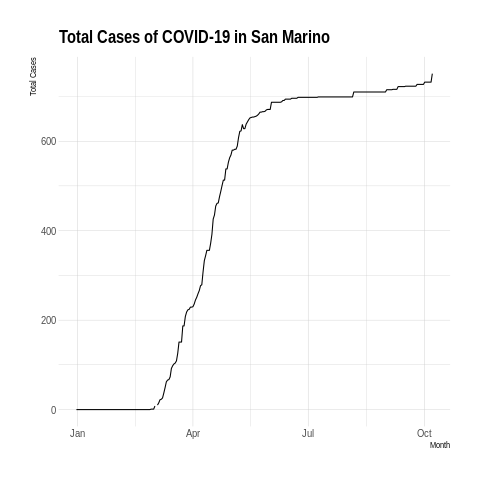 Total Cases of COVID-19 in San Marino
Total Cases
600
400
200
0
Jan Apr Jul Oct
Month